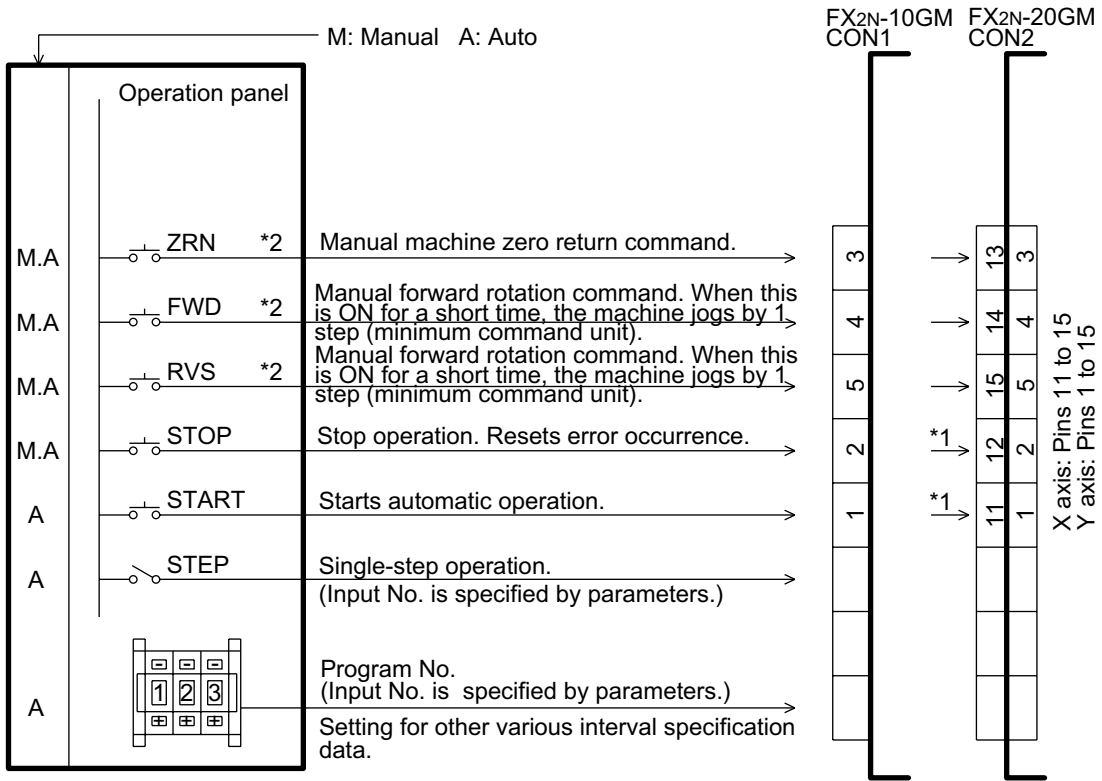 M: Manual A: Auto
FX2N-10GM
CON1
FX2N-20GM
CON2
Operation panel
M.A
ZRN *2
Manual machine zero return command.
3
13
3
M.A
FWD *2
Manual forward rotation command. When this
is ON for a short time, the machine jogs by 1
step (minimum command unit).
4
14
4
M.A
RVS *2
Manual forward rotation command. When this
is ON for a short time, the machine jogs by 1
step (minimum command unit).
5
15
5
M.A
STOP
Stop operation. Resets error occurrence.
2
*1
12
2
A
START
Starts automatic operation.
1
*1
11
1
X axis: Pins 11 to 15
Y axis: Pins 1 to 15
A
STEP
Single-step operation.
(Input No. is specified by parameters.)
A
1 2 3
Program No.
(Input No. is specified by parameters.)
Setting for other various interval specification
data.